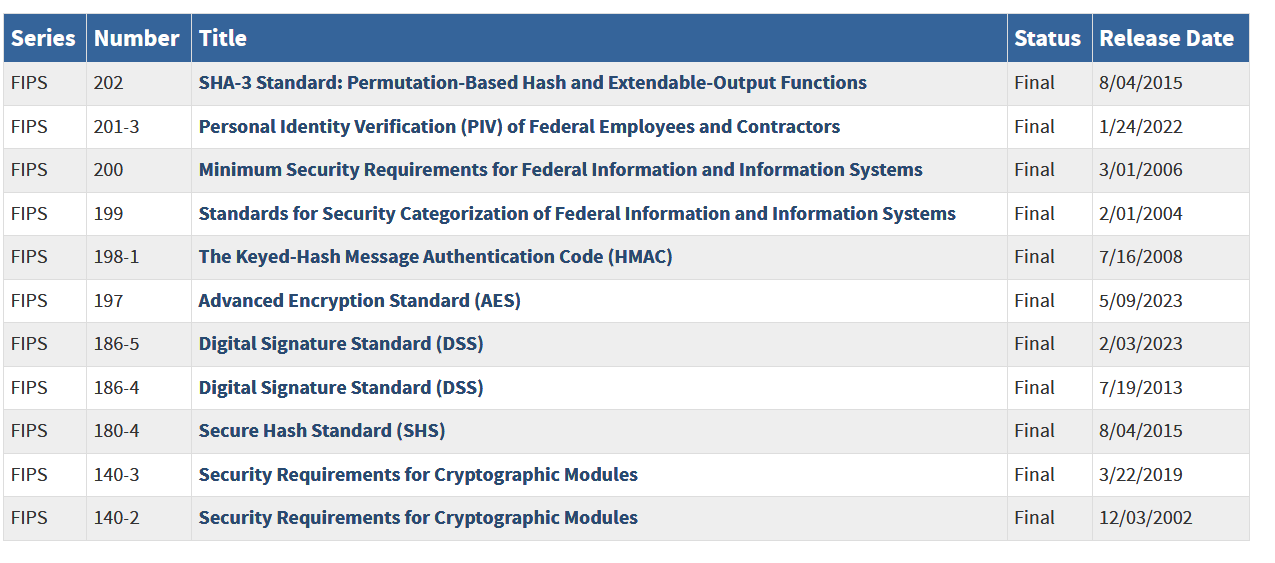 Series Number Title Status Release Date
FIPS 202 SHA-3 Standard: Permutation-Based Hash and Extendable-Output Functions Final 8/04/2015
FIPS 201-3 Personal Identity Verification (PIV) of Federal Employees and Contractors Final 1/24/2022
FIPS 200 Minimum Security Requirements for Federal Information and Information Systems Final 3/01/2006
FIPS 199 Standards for Security Categorization of Federal Information and Information Systems Final 2/01/2004
FIPS 198-1 The Keyed-Hash Message Authentication Code (HMAC) Final 7/16/2008
FIPS 197 Advanced Encryption Standard (AES) Final 5/09/2023
FIPS 186-5 Digital Signature Standard (DSS) Final 2/03/2023
FIPS 186-4 Digital Signature Standard (DSS) Final 7/19/2013
FIPS 180-4 Secure Hash Standard (SHS) Final 8/04/2015
FIPS 140-3 Security Requirements for Cryptographic Modules Final 3/22/2019
FIPS 140-2 Security Requirements for Cryptographic Modules Final 12/03/2002